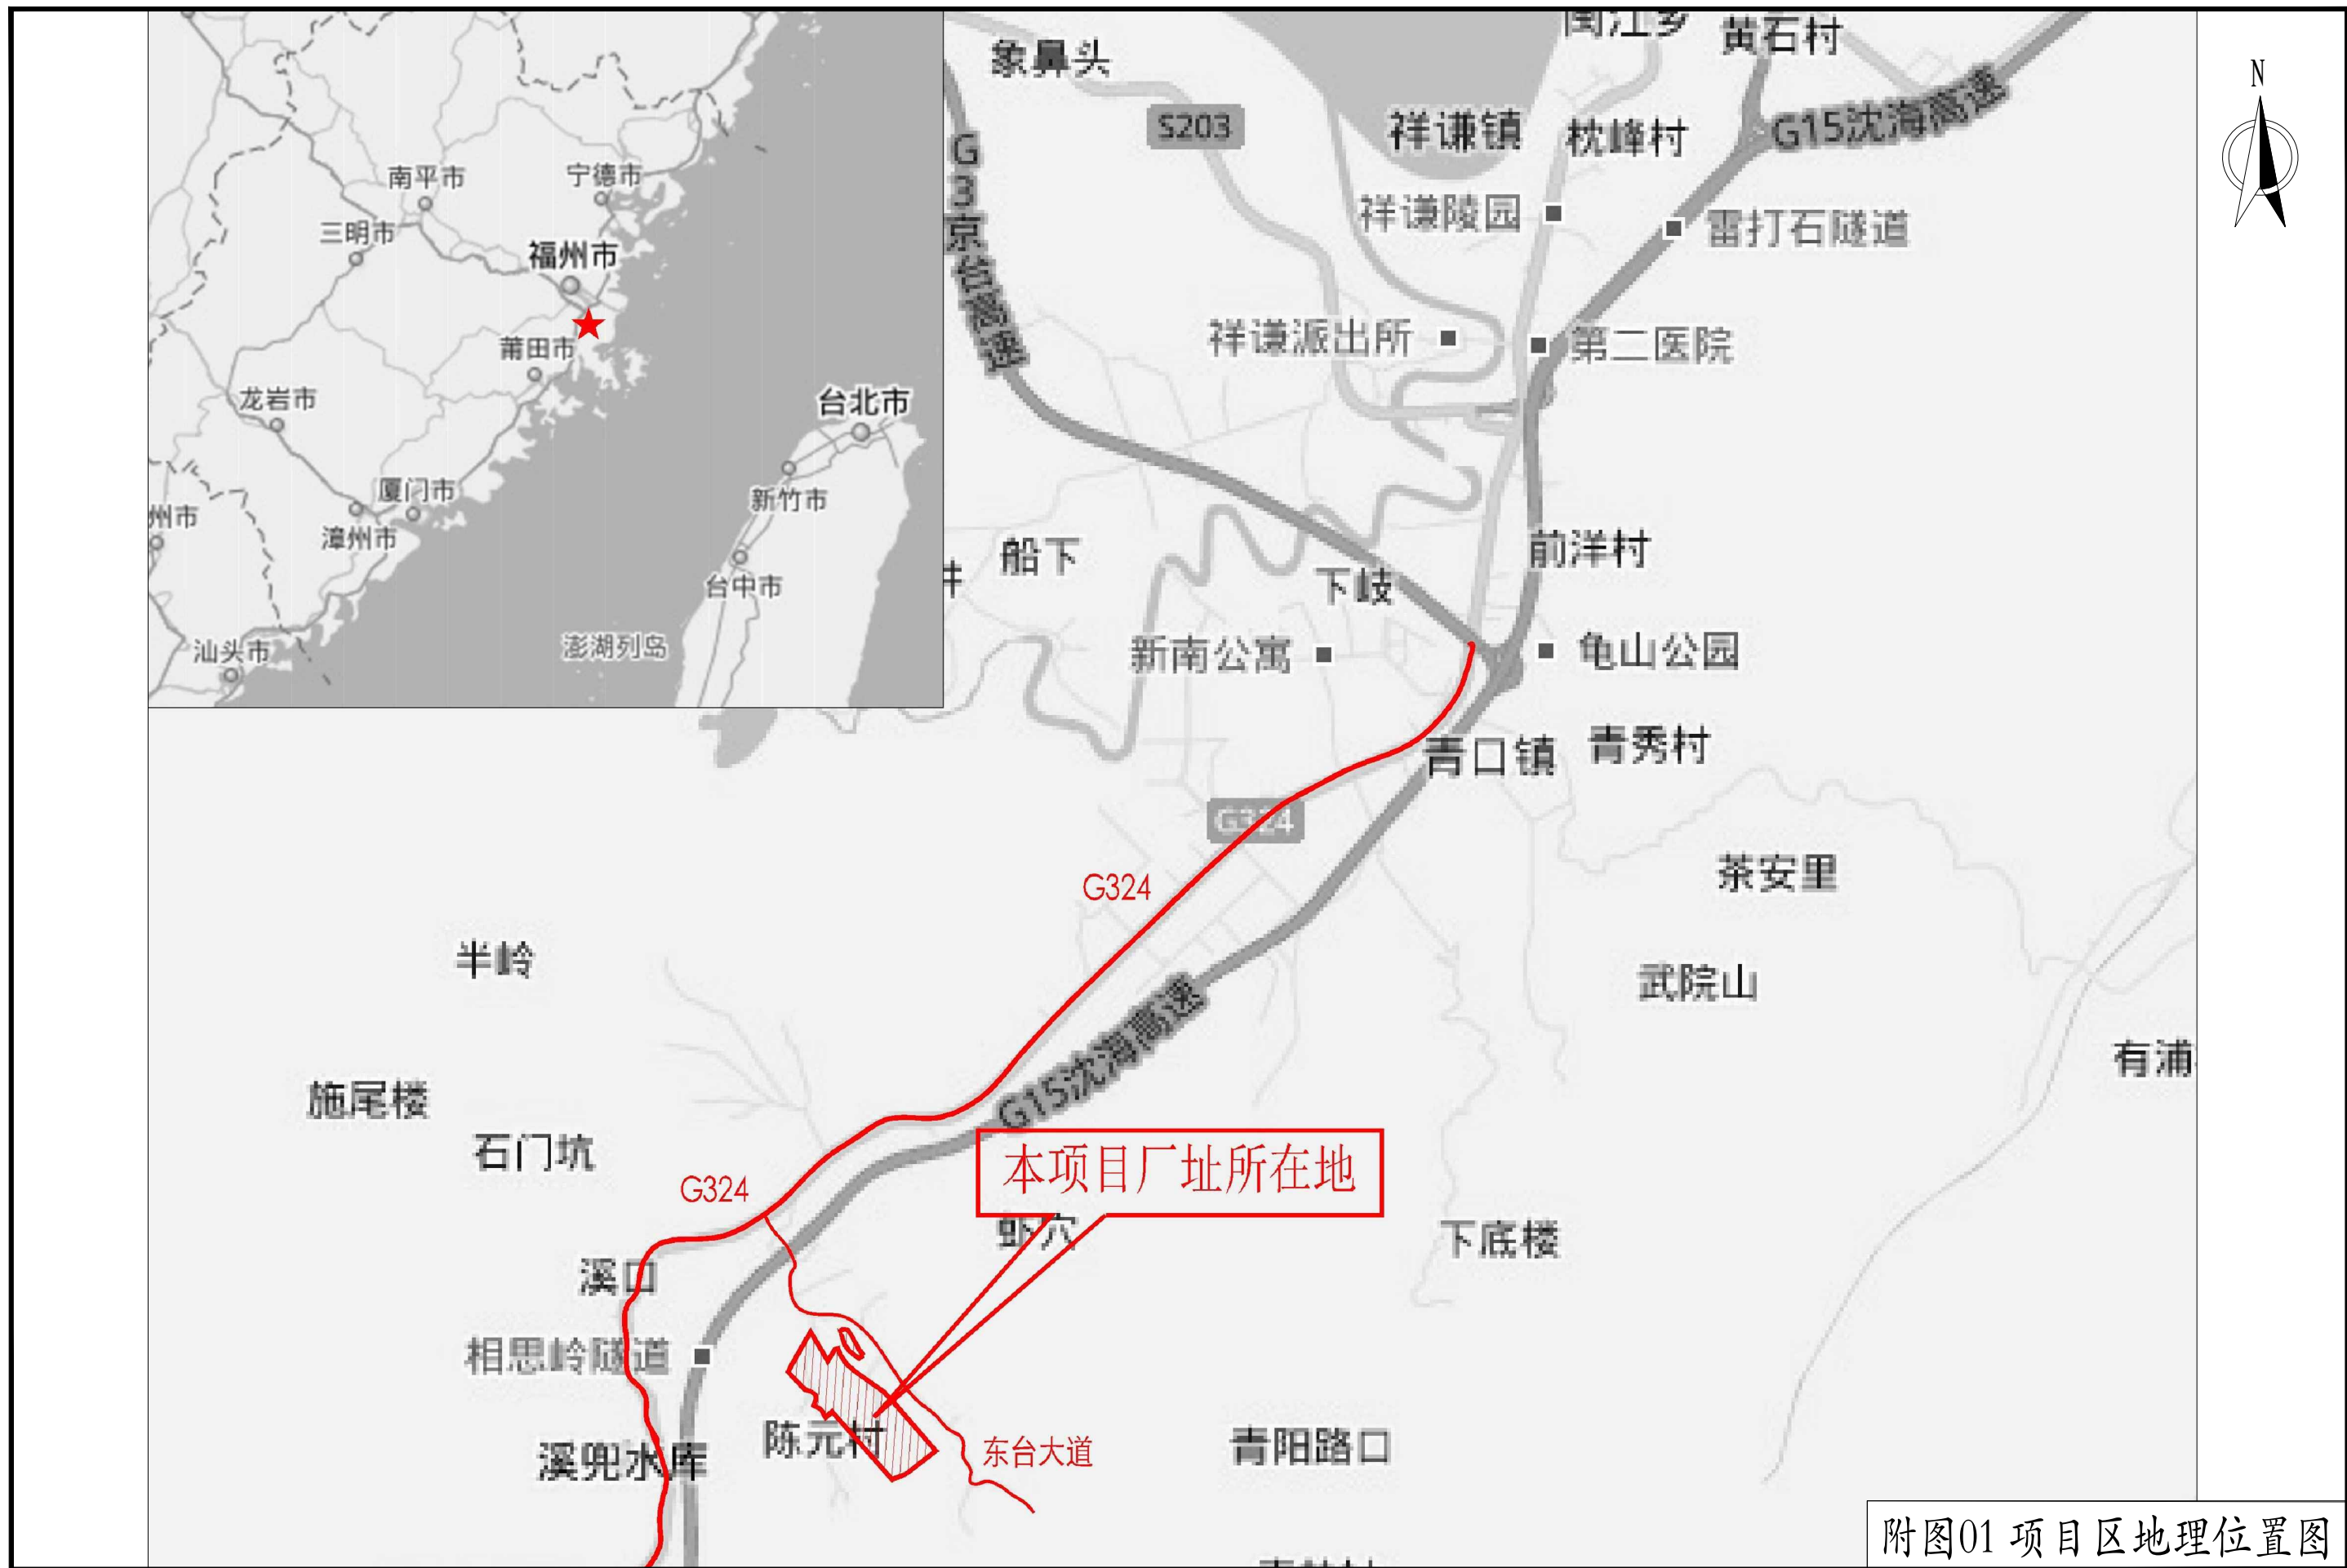 N
南平市
宁德市
三明市
福州市
莆田市
龙岩市
台北市
厦门市
新竹市
州市
漳州市
台中市
汕头市
澎湖列岛
象鼻头
黄石村
S203
祥谦镇
枕峰村
G15沈海高速
祥谦陵园
雷打石隧道
祥谦派出所
第二医院
船下
下岐
前洋村
新南公寓
龟山公园
青口镇
青秀村
G324
G324
茶安里
半岭
武院山
G15沈海高速
有浦
施尾楼
石门坑
本项目厂址所在地
G324
虾穴
下底楼
溪口
相思岭隧道
陈元村
东台大道
青阳路口
溪兜水库
附图01 项目区地理位置图